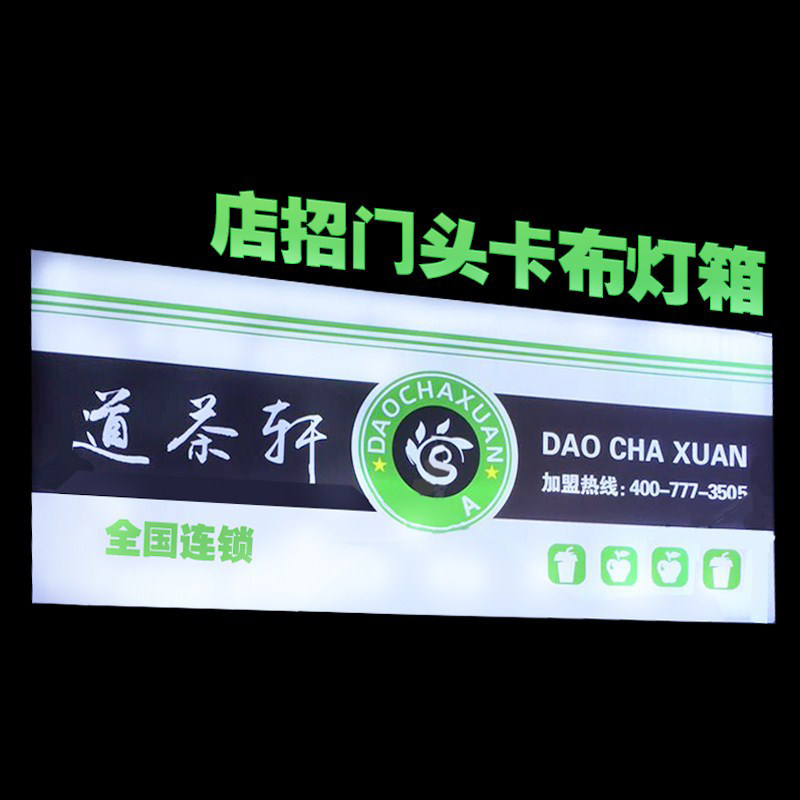 店招门头卡布灯箱
道茶轩
DAOCHAXUAN
A
DAO CHA XUAN
加盟热线:400-777-3505
全国连锁